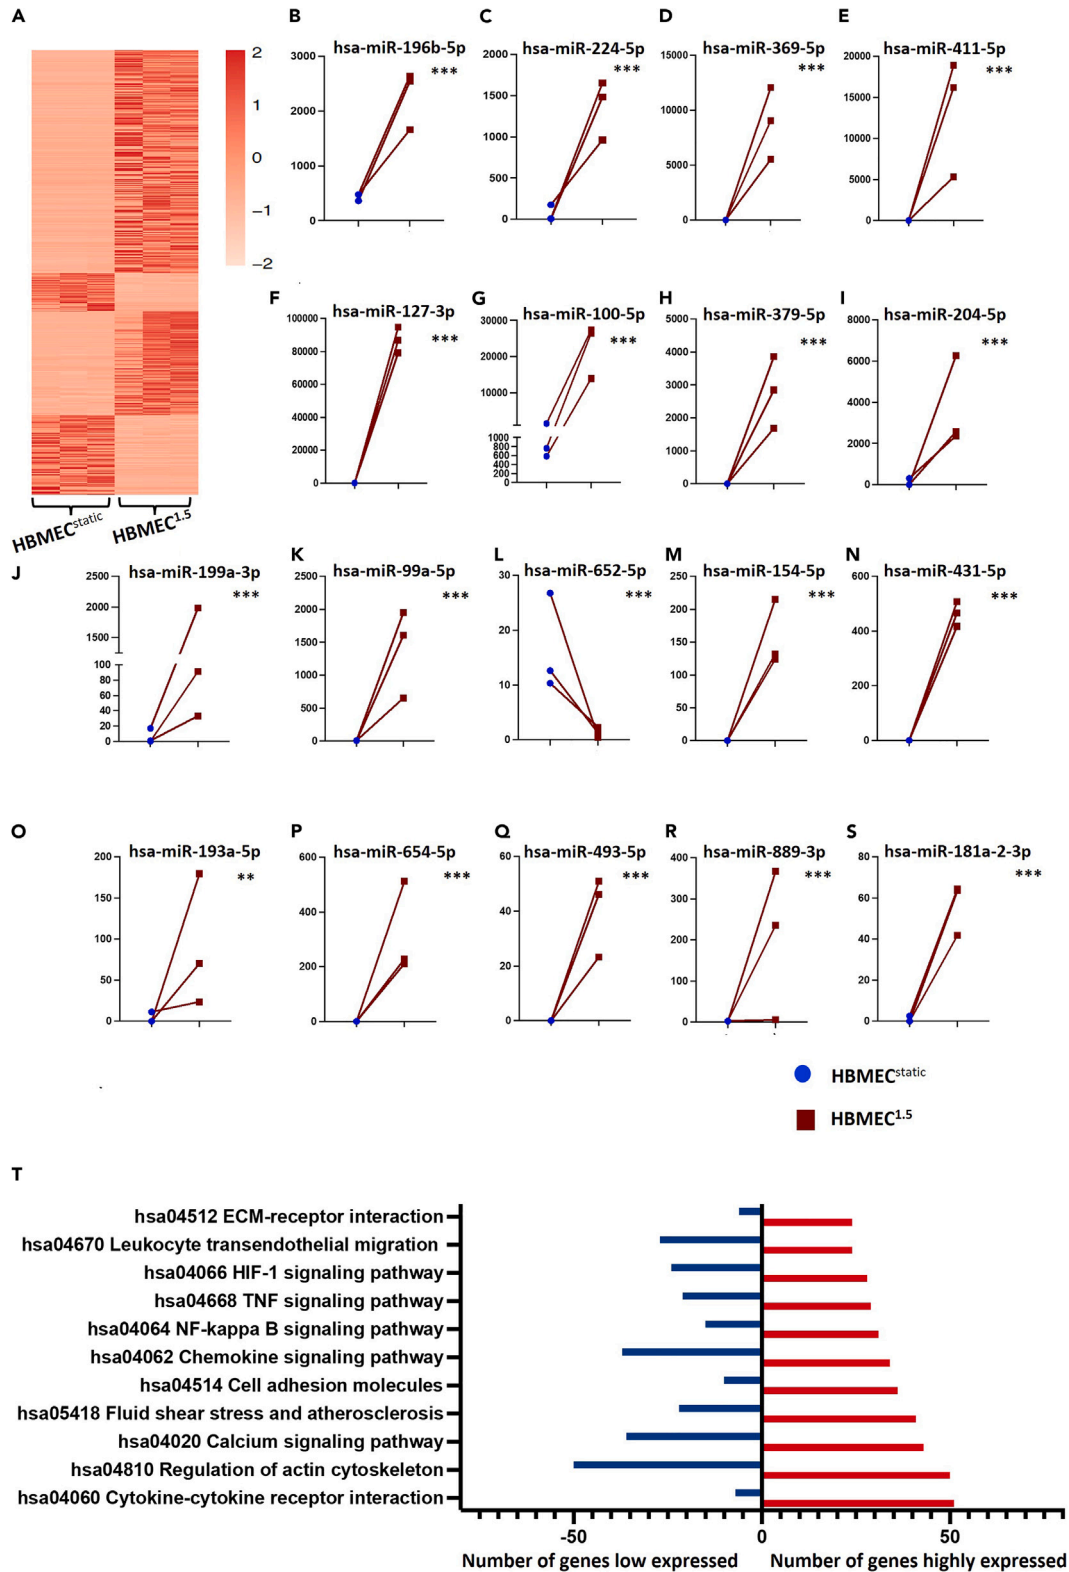 A
B
C
D
E
hsa-miR-196b-5p
hsa-miR-224-5p
hsa-miR-369-5p
hsa-miR-411-5p
***
***
***
***
2
1
0
−1
−2
3000
2000
1000
0
2000
1500
1000
500
0
15000
10000
5000
0
20000
15000
10000
5000
0
HBMECstatic
HBMEC1.5
F
G
H
I
hsa-miR-127-3p
hsa-miR-100-5p
hsa-miR-379-5p
hsa-miR-204-5p
***
***
***
***
100000
80000
60000
40000
20000
0
30000
20000
10000
1000
800
600
400
200
0
5000
4000
3000
2000
1000
0
8000
6000
4000
2000
0
J
K
L
M
N
hsa-miR-199a-3p
hsa-miR-99a-5p
hsa-miR-652-5p
hsa-miR-154-5p
hsa-miR-431-5p
***
***
***
***
***
2500
2000
1500
100
80
60
40
20
0
2500
2000
1500
1000
500
0
30
20
10
0
250
200
150
100
50
0
600
400
200
0
O
P
Q
R
S
hsa-miR-193a-5p
hsa-miR-654-5p
hsa-miR-493-5p
hsa-miR-889-3p
hsa-miR-181a-2-3p
**
***
***
***
***
200
150
100
50
0
600
400
200
0
60
40
20
0
400
300
200
100
0
80
60
40
20
0
HBMECstatic
HBMEC1.5
T
hsa04512 ECM-receptor interaction
hsa04670 Leukocyte transendothelial migration
hsa04066 HIF-1 signaling pathway
hsa04668 TNF signaling pathway
hsa04064 NF-kappa B signaling pathway
hsa04062 Chemokine signaling pathway
hsa04514 Cell adhesion molecules
hsa05418 Fluid shear stress and atherosclerosis
hsa04020 Calcium signaling pathway
hsa04810 Regulation of actin cytoskeleton
hsa04060 Cytokine-cytokine receptor interaction
-50
0
50
Number of genes low expressed
Number of genes highly expressed